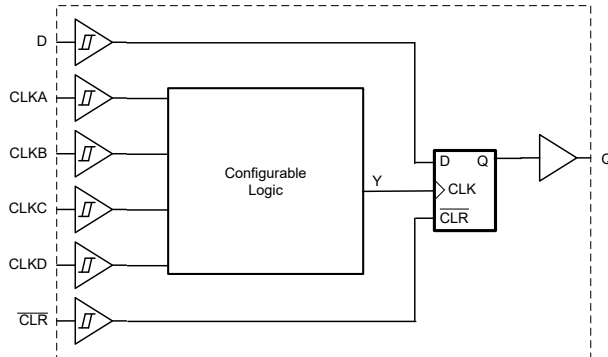 D
CLKA
CLKB
CLKC
CLKD
CLR
Configurable
Logic
Y
D Q
CLK
CLR
Q